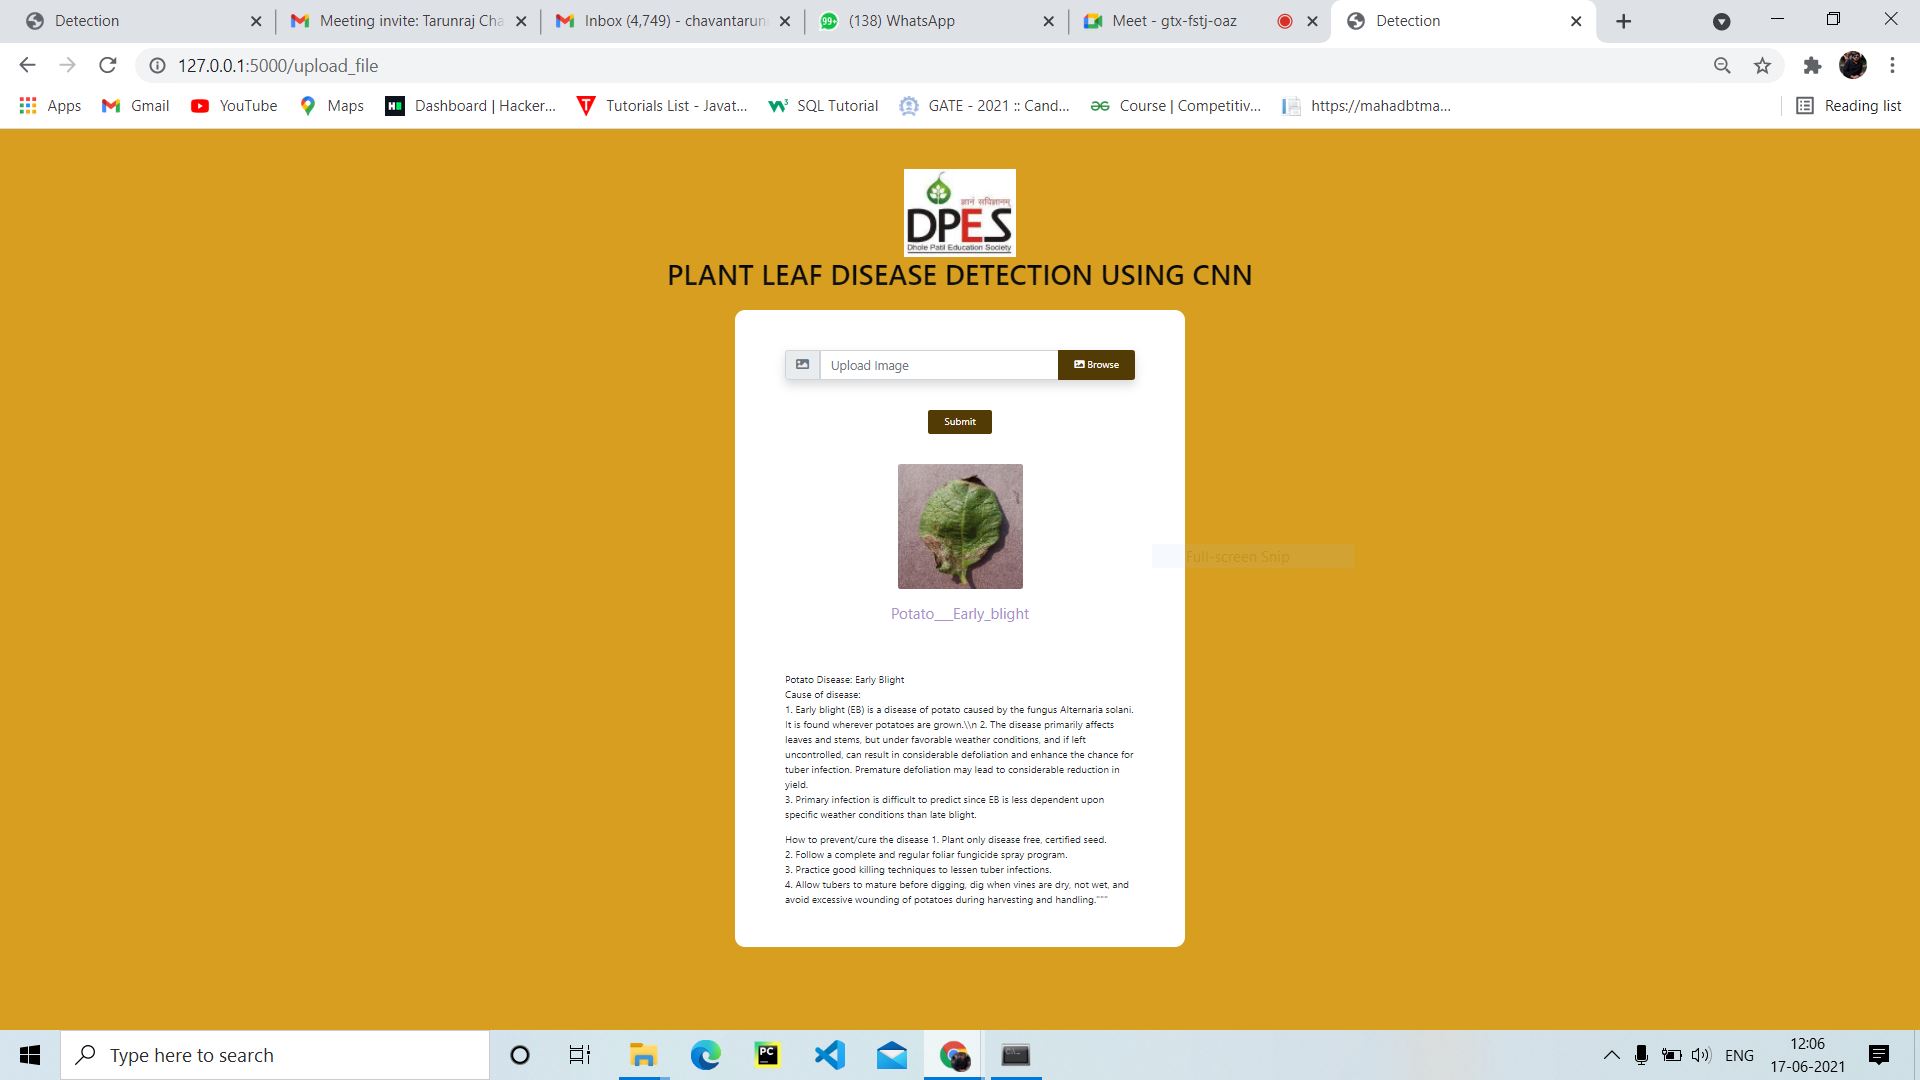 Detection
Meeting invite: Tarunraj Cha
Inbox (4,749) - chavantarun
99+
(138) WhatsApp
Meet - gtx-fstj-oaz
Detection
127.0.0.1:5000/upload_file
Apps
Gmail
YouTube
Maps
Dashboard | Hacker...
Tutorials List - Javat...
SQL Tutorial
GATE - 2021 :: Cand...
Course | Competitiv...
https://mahadbtma...
Reading list
ज्ञानं सविज्ञानम्
DPES
Dhole Patil Education Society
PLANT LEAF DISEASE DETECTION USING CNN
Upload Image
Browse
Submit
Full-screen Snip
Potato___Early_blight
Potato Disease: Early Blight
Cause of disease:
1. Early blight (EB) is a disease of potato caused by the fungus Alternaria solani.
It is found wherever potatoes are grown.\\n 2. The disease primarily affects
leaves and stems, but under favorable weather conditions, and if left
uncontrolled, can result in considerable defoliation and enhance the chance for
tuber infection. Premature defoliation may lead to considerable reduction in
yield.
3. Primary infection is difficult to predict since EB is less dependent upon
specific weather conditions than late blight.
How to prevent/cure the disease 1. Plant only disease free, certified seed.
2. Follow a complete and regular foliar fungicide spray program.
3. Practice good killing techniques to lessen tuber infections.
4. Allow tubers to mature before digging, dig when vines are dry, not wet, and
avoid excessive wounding of potatoes during harvesting and handling."""
Type here to search
PC
ENG
12:06
17-06-2021